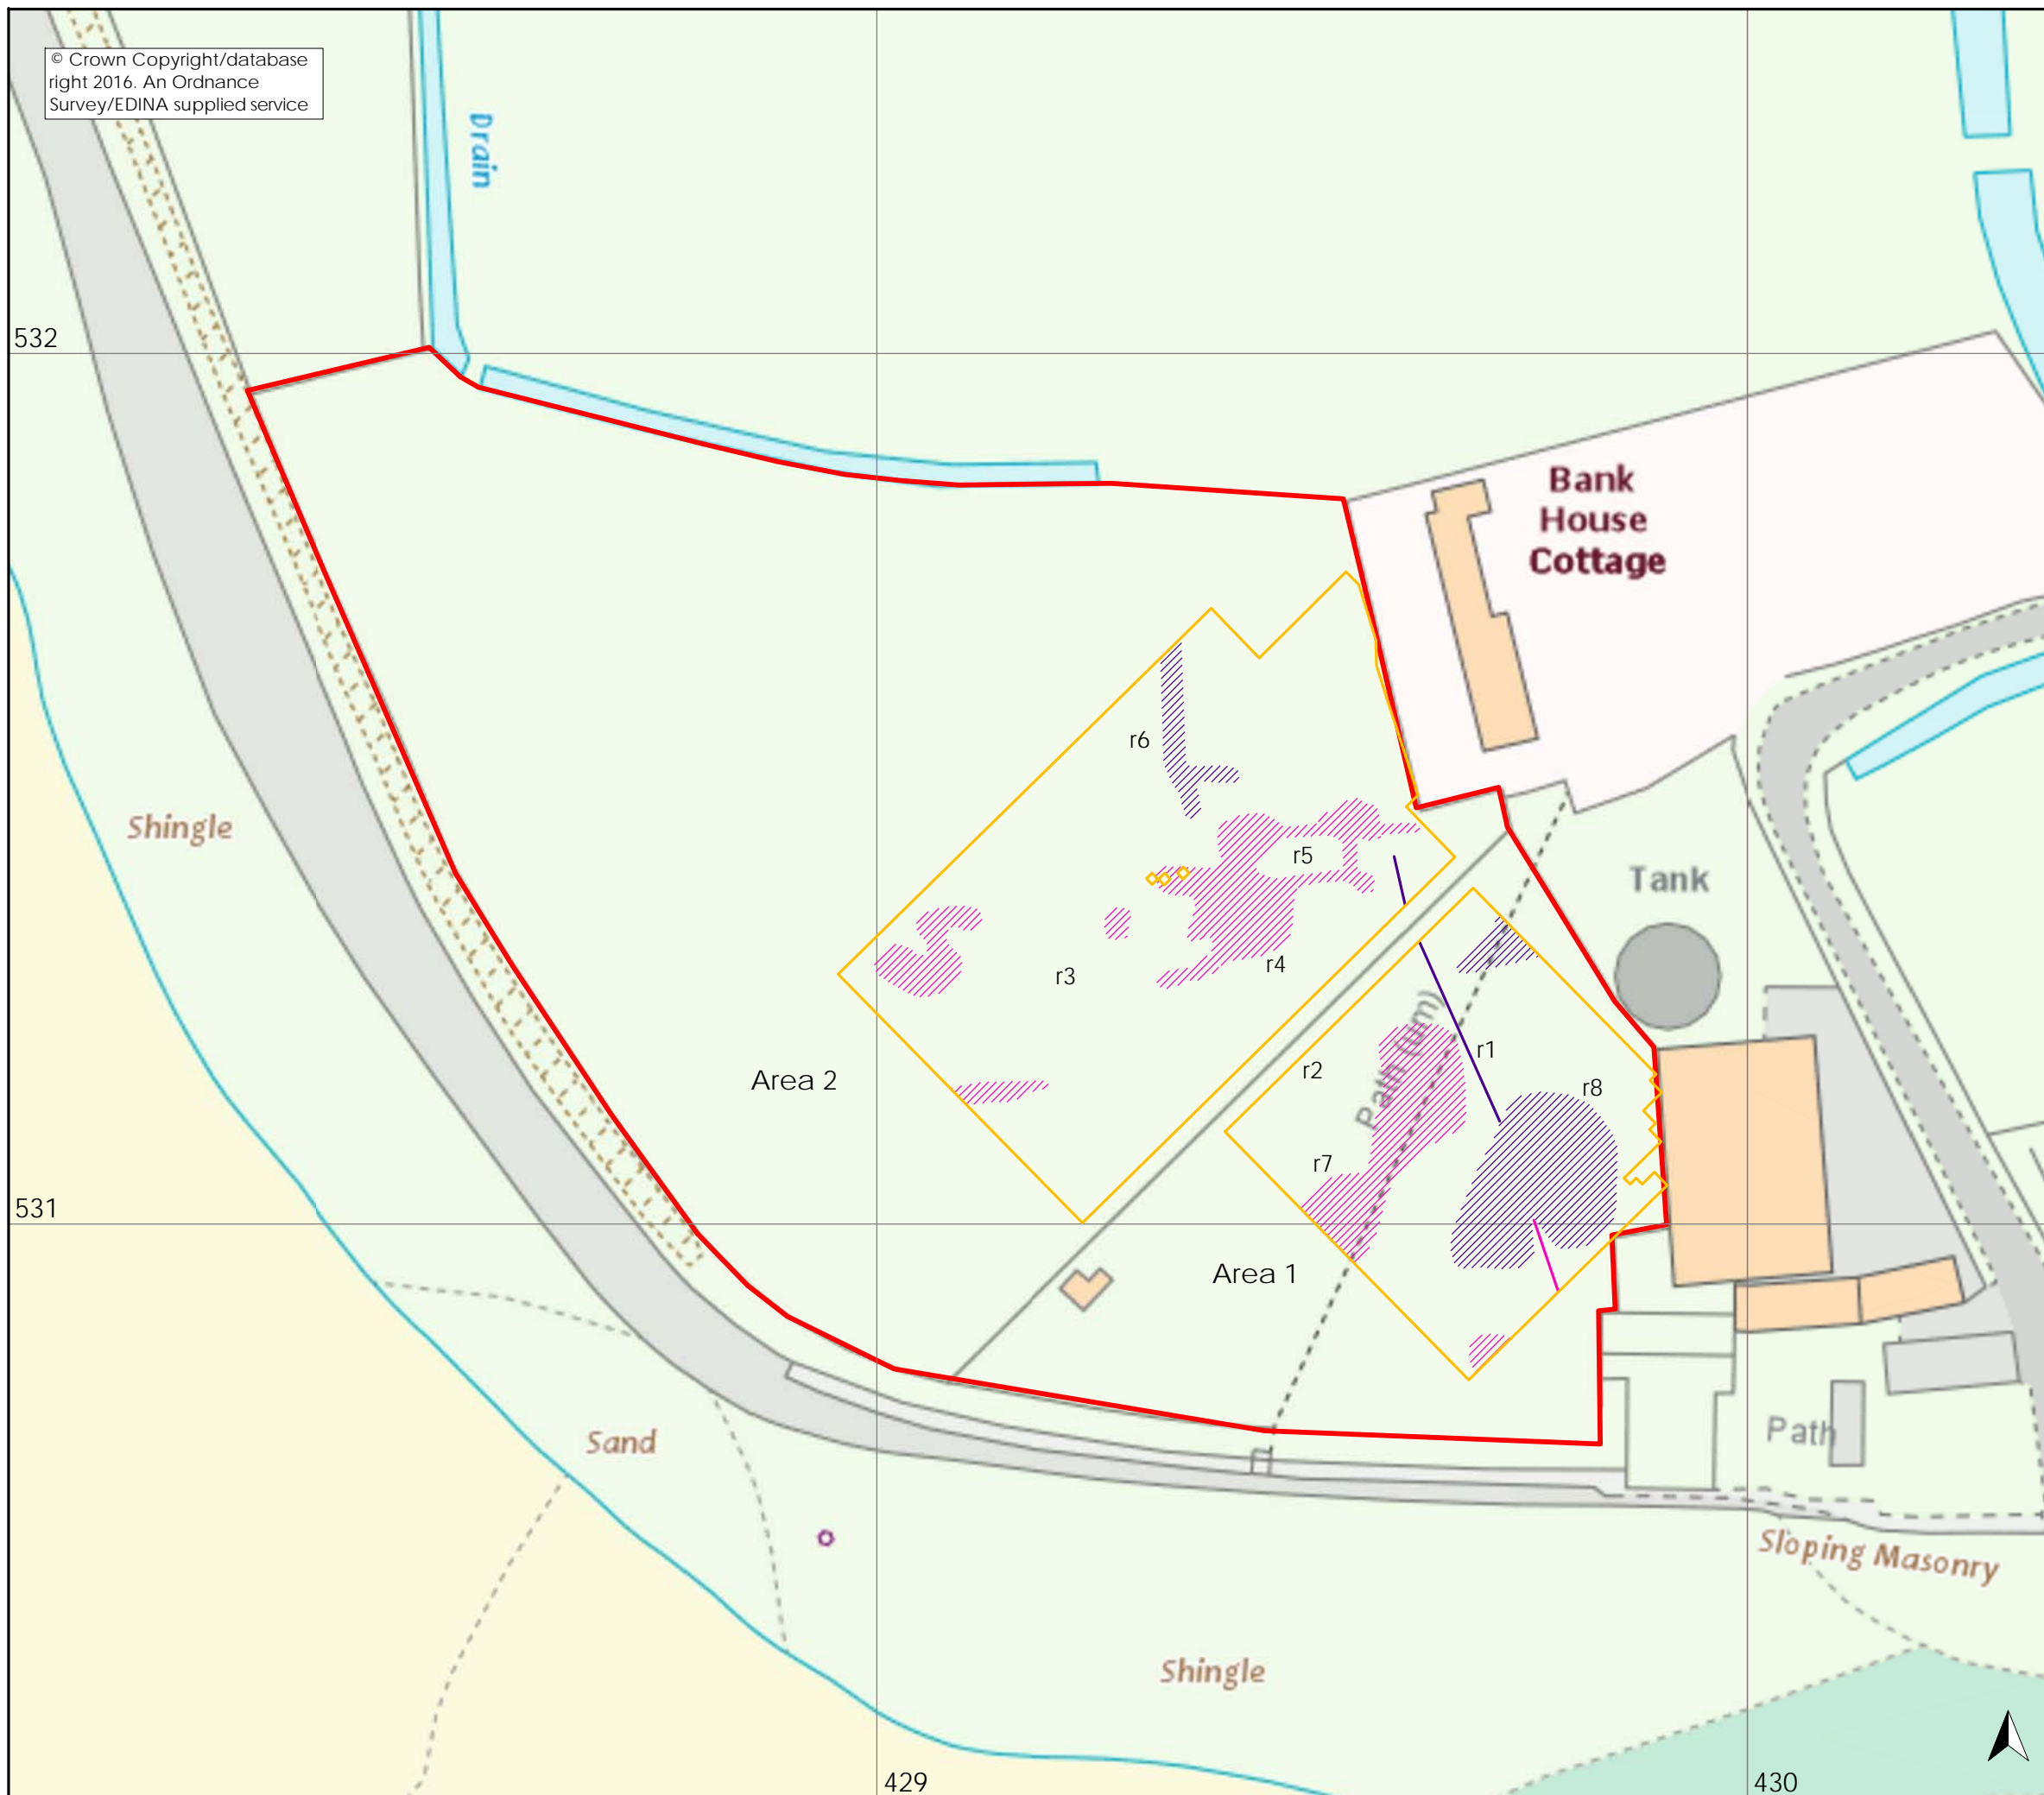 © Crown Copyright/database
right 2016. An Ordnance
Survey/EDINA supplied service
Drain
532
Bank
House
Cottage
r6
Shingle
r5
Tank
r4
r3
Path (um)
r1
r2
Area 2
r8
r7
531
Area 1
Path
Sand
Sloping Masonry
Shingle
429
430